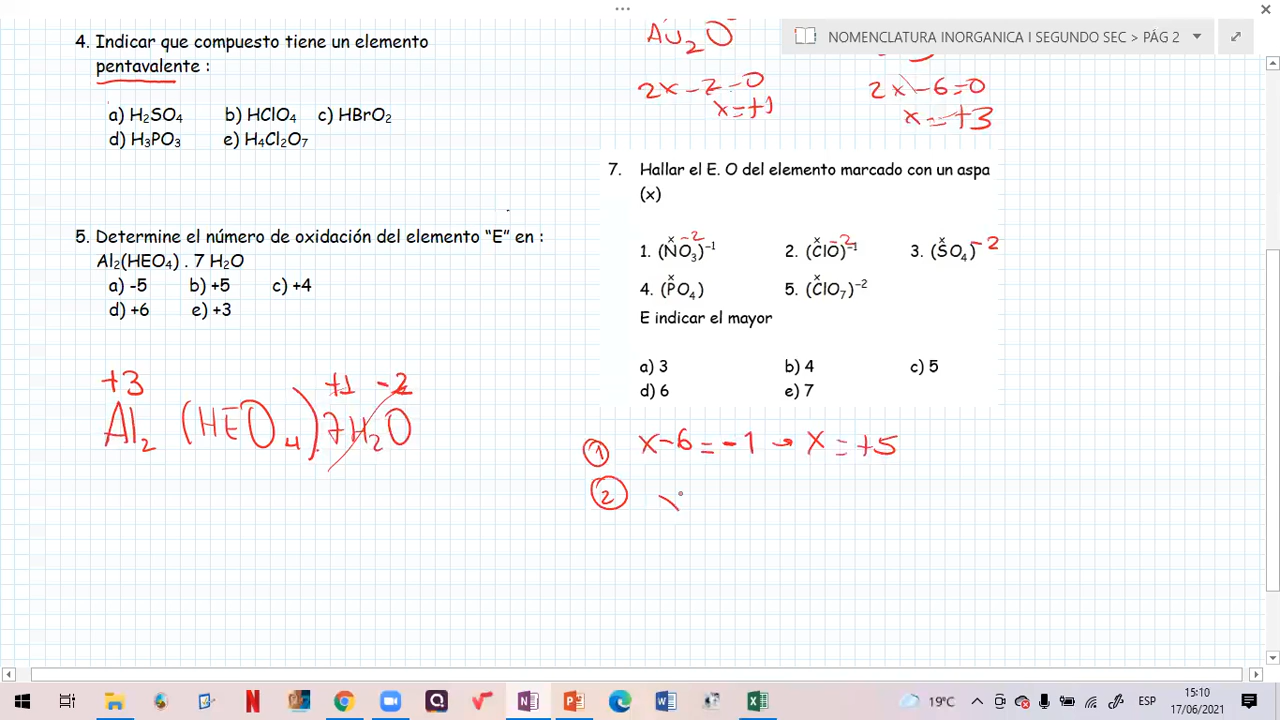 NOMENCLATURA INORGANICA I SEGUNDO SEC > PÁG 2
4. Indicar que compuesto tiene un elemento
pentavalente :
a) H₂SO₄ b) HClO₄ c) HBrO₂
d) H₃PO₃ e) H₄Cl₂O₇
5. Determine el número de oxidación del elemento “E” en :
Al₂(HEO₄) . 7 H₂O
a) -5 b) +5 c) +4
d) +6 e) +3
+3 +1 -2
Al₂ (HEO₄). 7H₂O
Au₂O
2x-2=0
x=+1
2x-6=0
x=+3
7. Hallar el E. O del elemento marcado con un aspa
(x)
x -2 x -2 x
1. (NO₃)⁻¹ 2. (ClO)⁻¹ 3. (SO₄)⁻²
x x
4. (PO₄) 5. (ClO₇)⁻²
E indicar el mayor
a) 3 b) 4 c) 5
d) 6 e) 7
① x-6=-1 → x=+5
②
19°C
ESP
17/06/2021